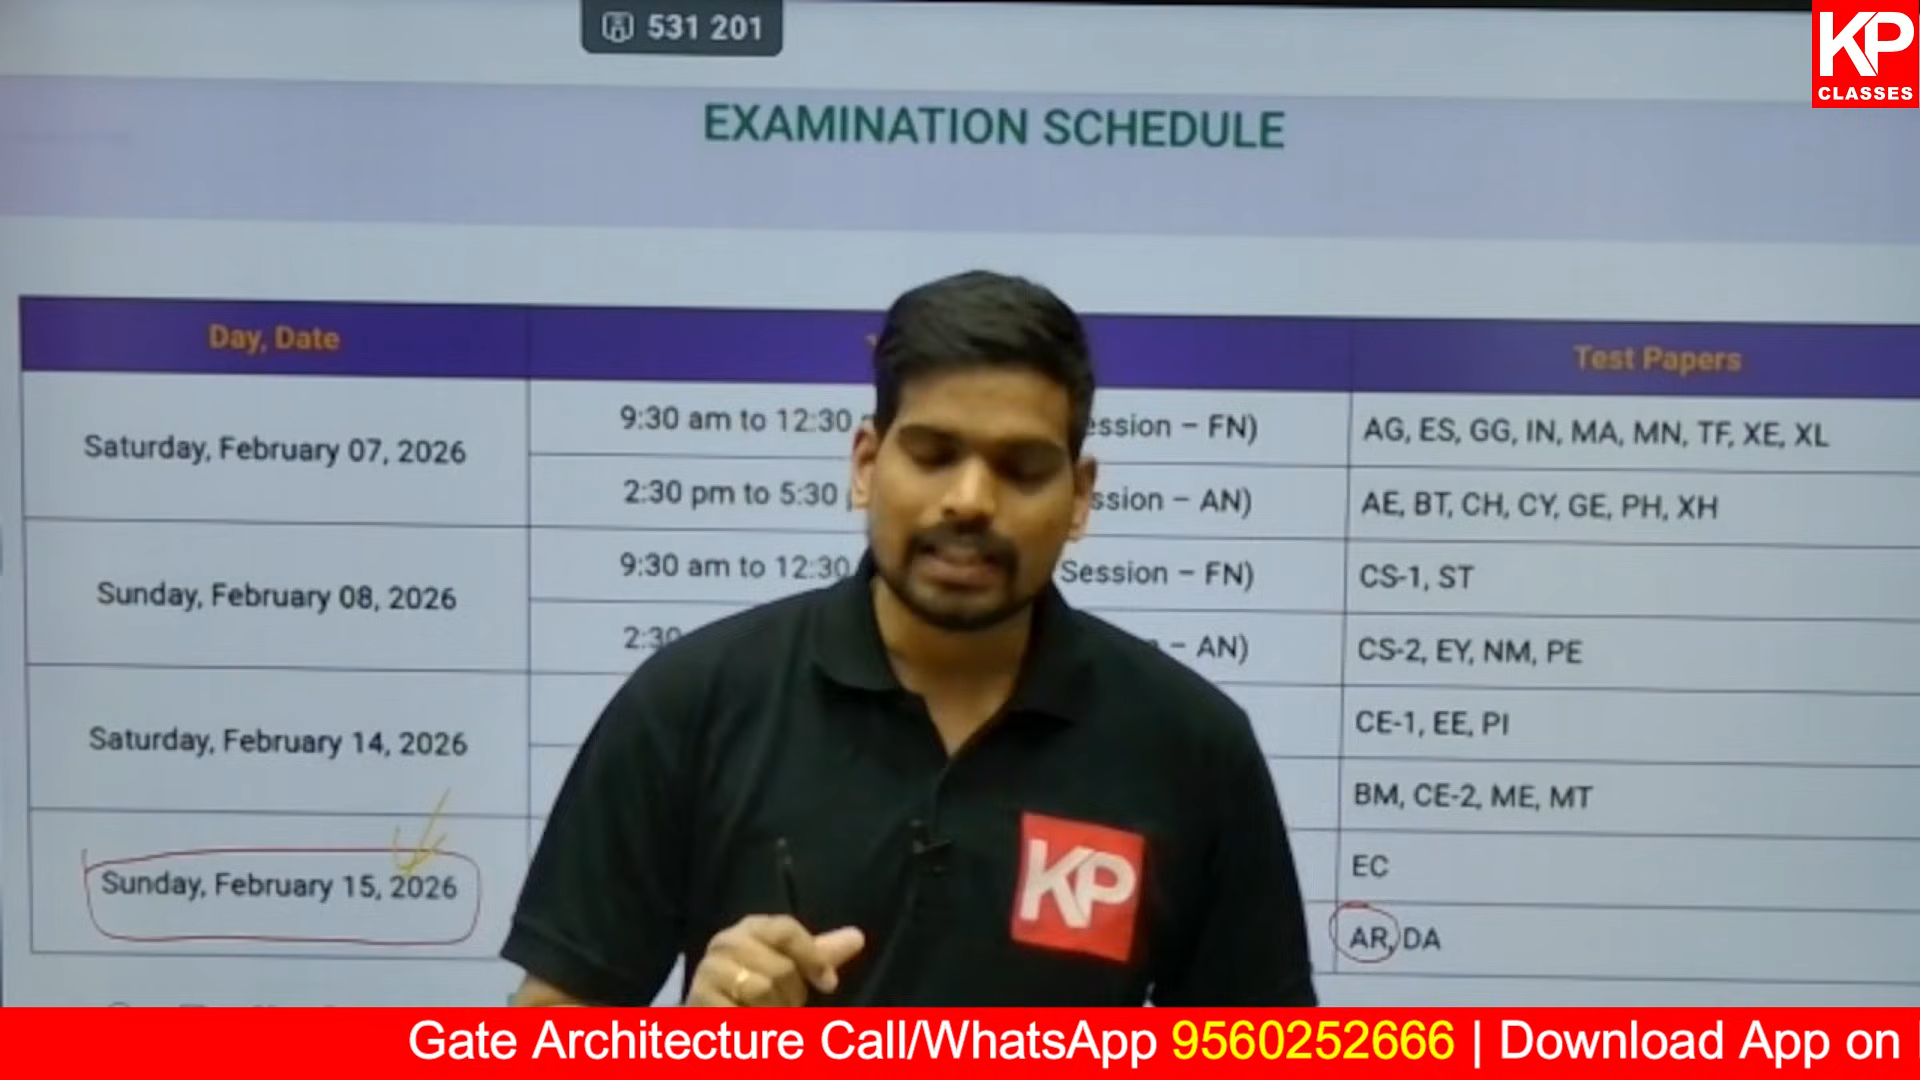 531 201
KP
CLASSES
EXAMINATION SCHEDULE
Day, Date
Test Papers
Saturday, February 07, 2026
9:30 am to 12:30
ession – FN)
AG, ES, GG, IN, MA, MN, TF, XE, XL
2:30 pm to 5:30
ssion – AN)
AE, BT, CH, CY, GE, PH, XH
Sunday, February 08, 2026
9:30 am to 12:30
Session – FN)
CS-1, ST
2:30
– AN)
CS-2, EY, NM, PE
Saturday, February 14, 2026
CE-1, EE, PI
BM, CE-2, ME, MT
Sunday, February 15, 2026
EC
AR, DA
KP
Gate Architecture Call/WhatsApp 9560252666 | Download App on